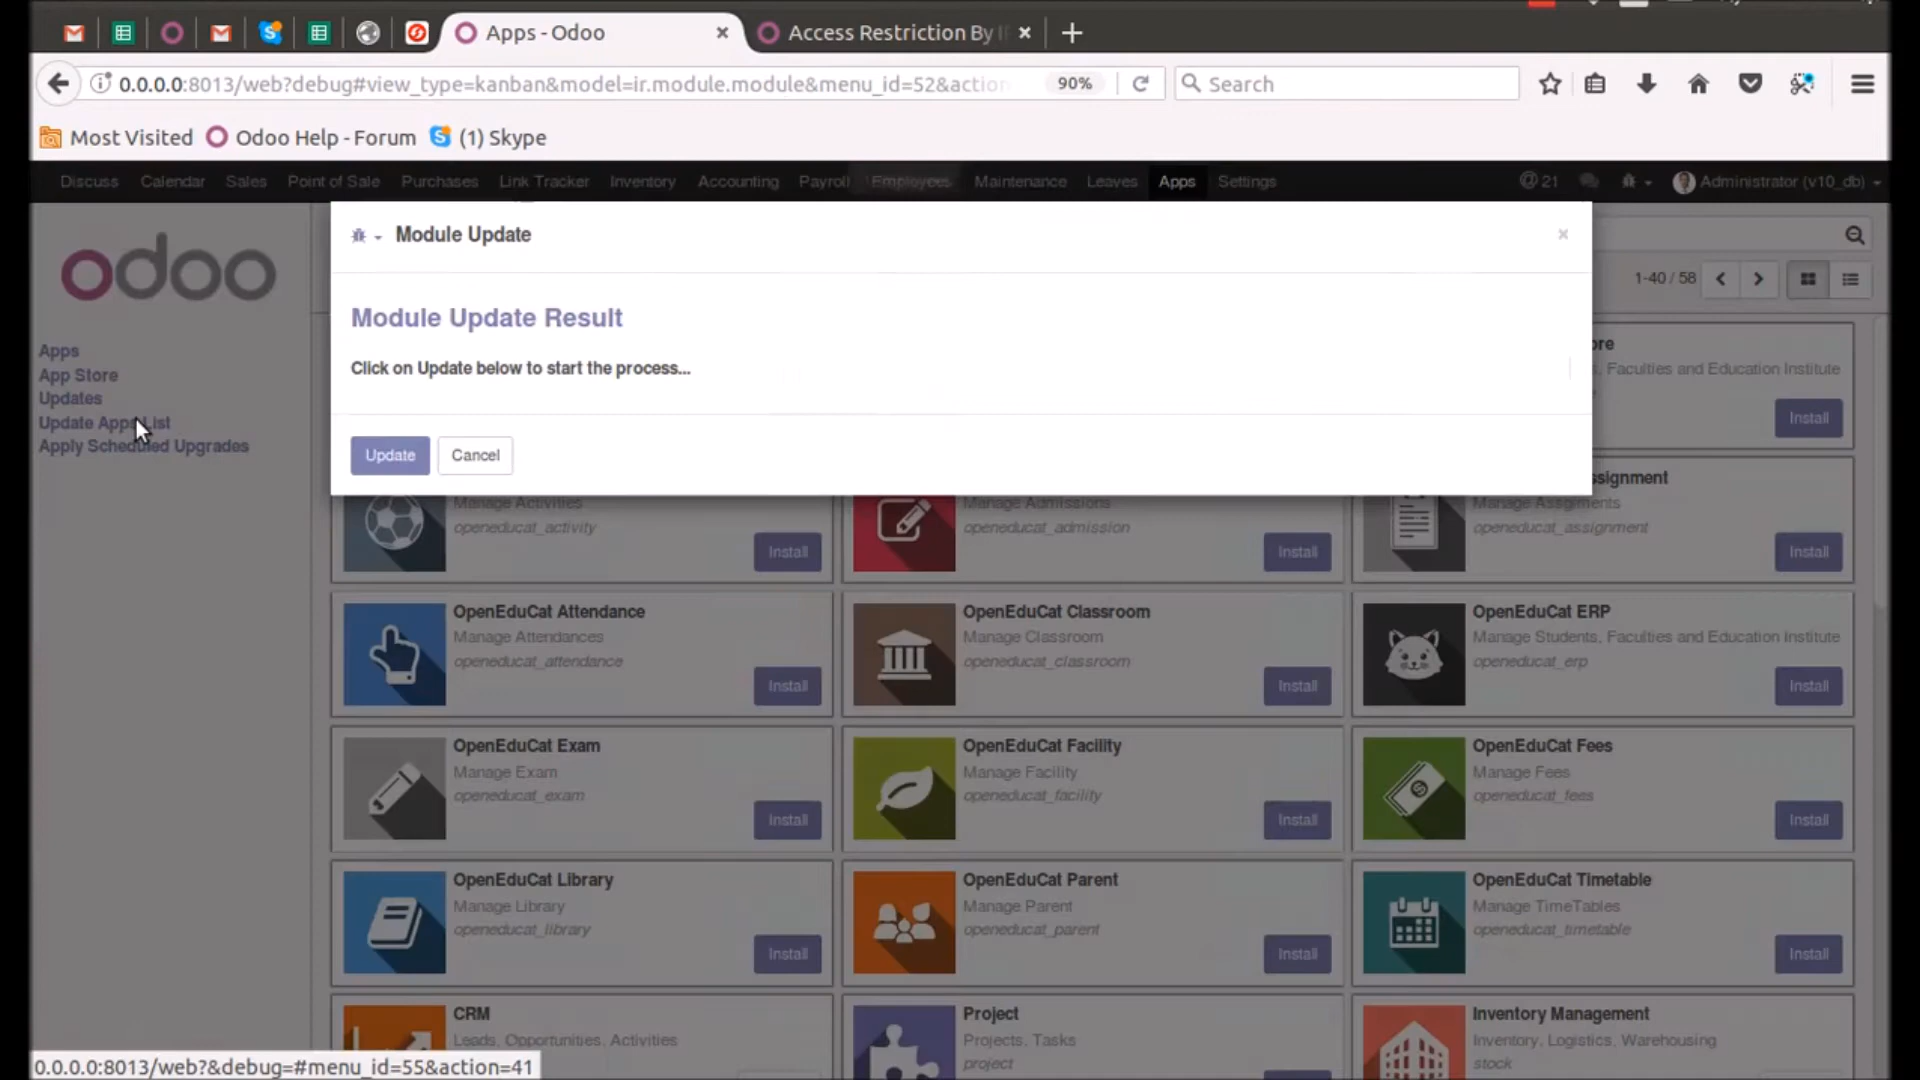 Apps - Odoo
Access Restriction By I
0.0.0.0:8013/web?debug#view_type=kanban&model=ir.module.module&menu_id=52&action
90%
Search
Most Visited
Odoo Help - Forum
(1) Skype
Discuss Calendar Sales Point of Sale Purchases Link Tracker Inventory Accounting Payroll Employees Maintenance Leaves Apps Settings
@ 21
Administrator (v10_db)
odoo
Apps
App Store
Updates
Update Apps List
Apply Scheduled Upgrades
Module Update
×
Module Update Result
Click on Update below to start the process...
Update
Cancel
1-40 / 58
ore
s, Faculties and Education Institute
Install
Manage Activities
openeducat_activity
Install
Manage Admissions
openeducat_admission
Install
ssignment
Manage Assgiments
openeducat_assignment
Install
OpenEduCat Attendance
Manage Attendances
openeducat_attendance
Install
OpenEduCat Classroom
Manage Classroom
openeducat_classroom
Install
OpenEduCat ERP
Manage Students, Faculties and Education Institute
openeducat_erp
Install
OpenEduCat Exam
Manage Exam
openeducat_exam
Install
OpenEduCat Facility
Manage Facility
openeducat_facility
Install
OpenEduCat Fees
Manage Fees
openeducat_fees
Install
OpenEduCat Library
Manage Library
openeducat_library
Install
OpenEduCat Parent
Manage Parent
openeducat_parent
Install
OpenEduCat Timetable
Manage TimeTables
openeducat_timetable
Install
CRM
Leads, Opportunities, Activities
Project
Projects, Tasks
project
Inventory Management
Inventory, Logistics, Warehousing
stock
0.0.0.0:8013/web?&debug=#menu_id=55&action=41